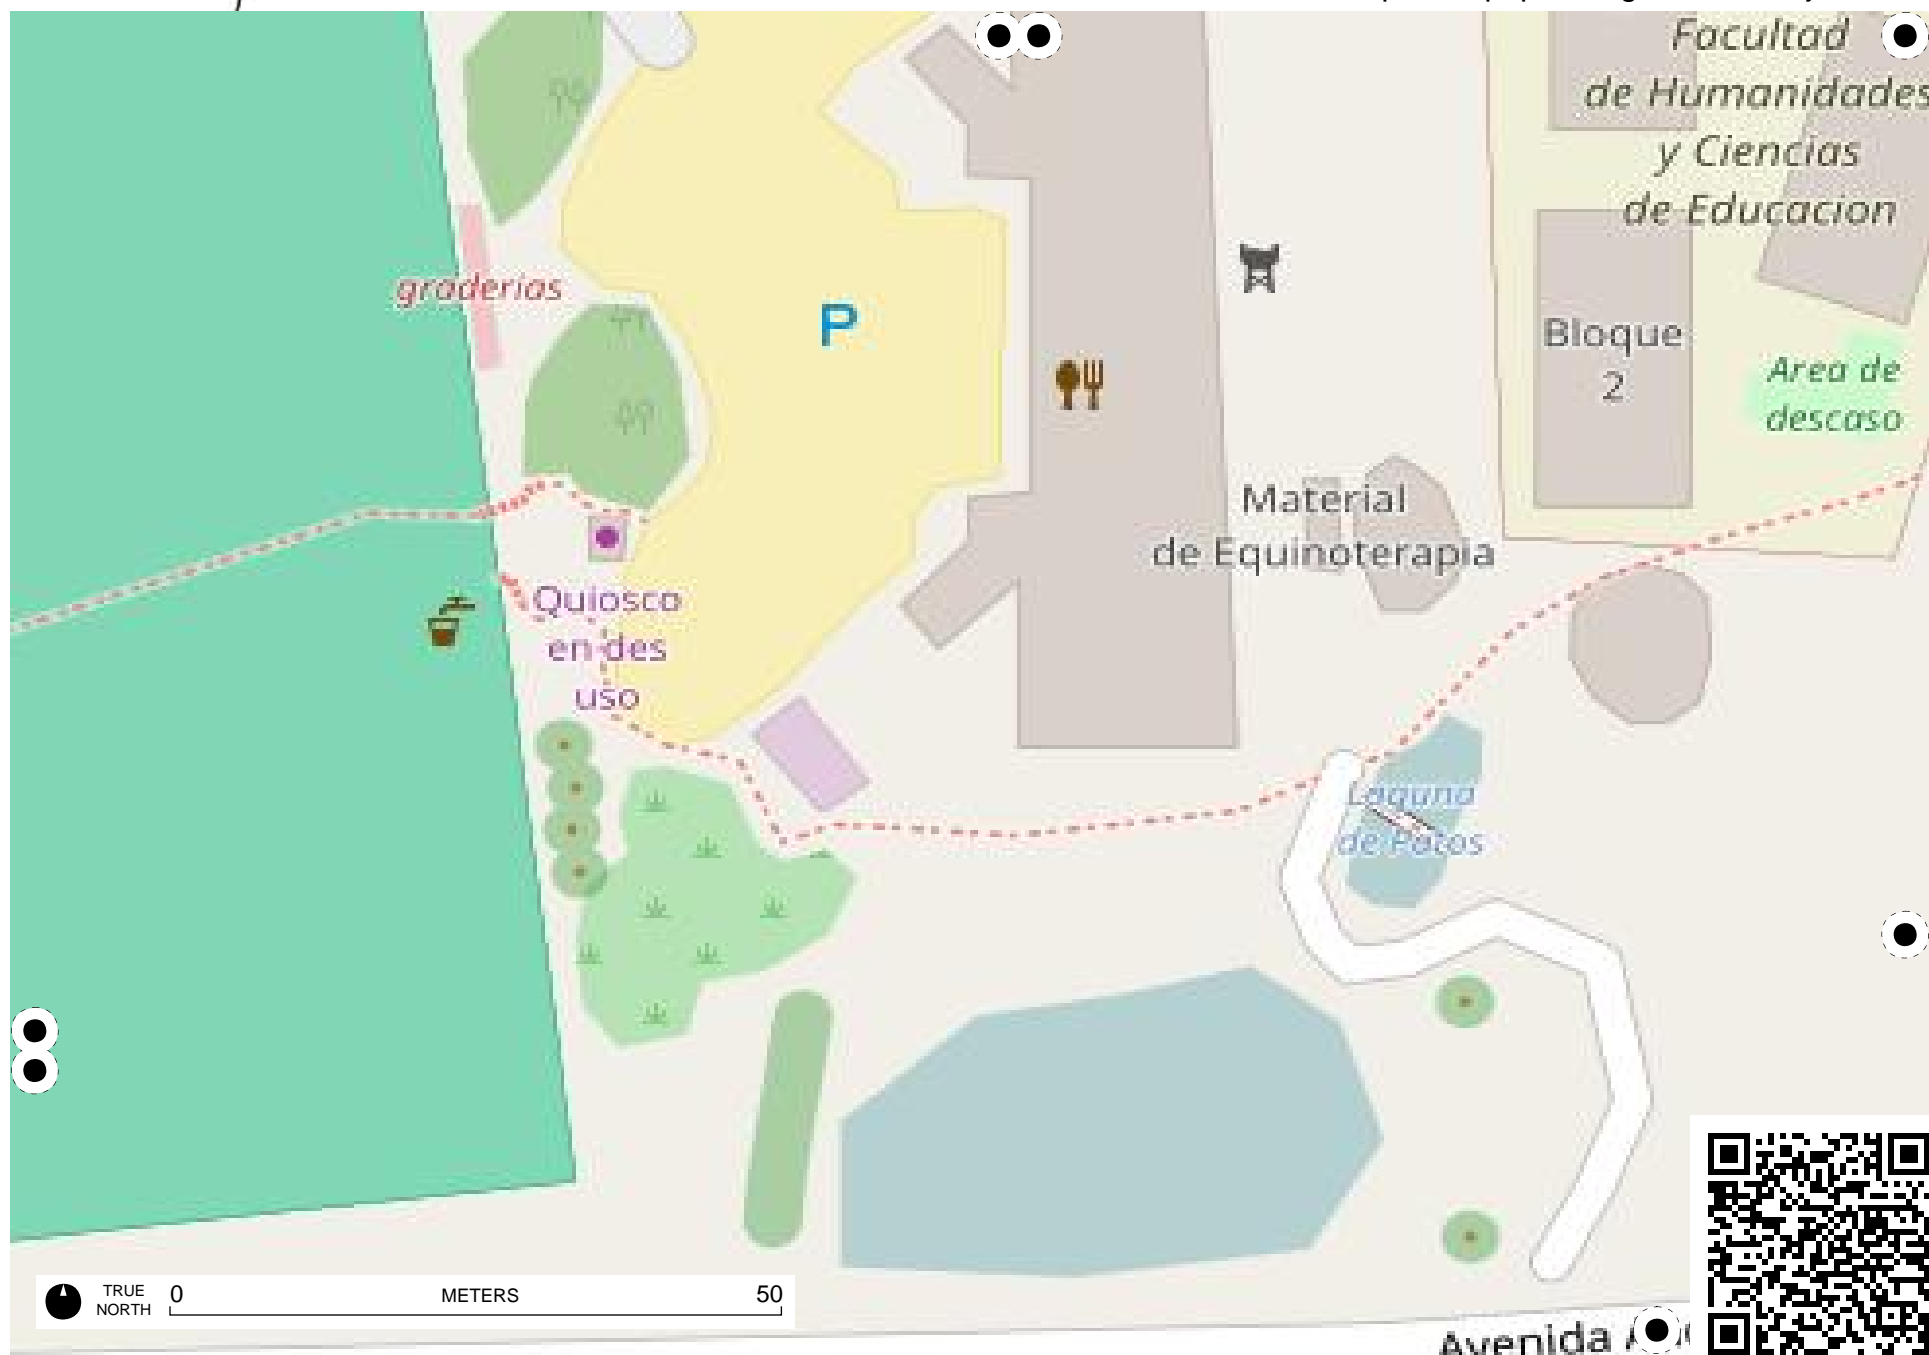 Facultad
de Humanidades
y Ciencias
de Educacion
graderias
P
Bloque
2
Area de
descaso
Material
de Equinoterapia
Quiosco
en des
uso
Laguna
de Patos
TRUE
NORTH
0 METERS 50
Avenida